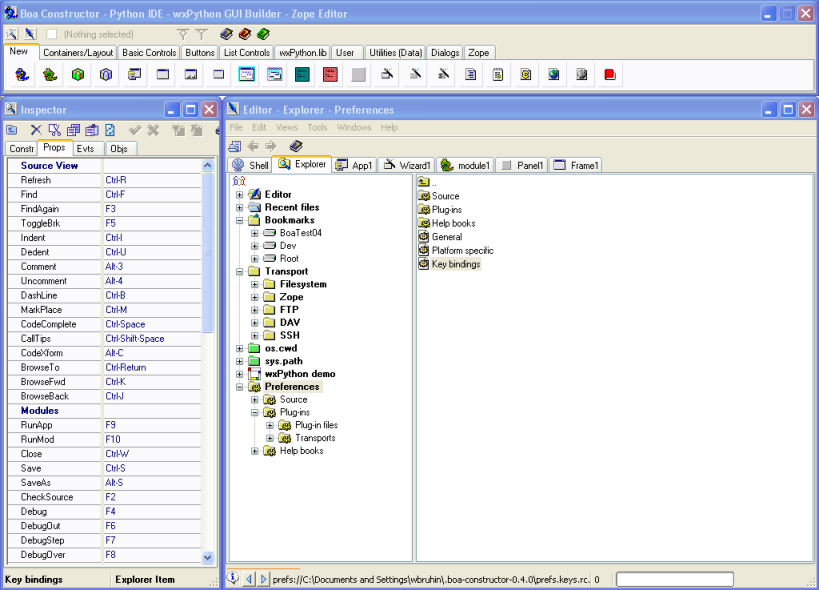 Boa Constructor - Python IDE - wxPython GUI Builder - Zope Editor
(Nothing selected)
New Containers/Layout Basic Controls Buttons List Controls wxPython.lib User Utilities (Data) Dialogs Zope
Inspector
Constr Props Evts Objs
Source View
Refresh Ctrl-R
Find Ctrl-F
FindAgain F3
ToggleBrk F5
Indent Ctrl-I
Dedent Ctrl-U
Comment Alt-3
Uncomment Alt-4
DashLine Ctrl-B
MarkPlace Ctrl-M
CodeComplete Ctrl-Space
CallTips Ctrl-Shift-Space
CodeXform Alt-C
BrowseTo Ctrl-Return
BrowseFwd Ctrl-K
BrowseBack Ctrl-J
Modules
RunApp F9
RunMod F10
Close Ctrl-W
Save Ctrl-S
SaveAs Alt-S
CheckSource F2
Debug F4
DebugOut F6
DebugStep F7
DebugOver F8
Key bindings Explorer Item
Editor - Explorer - Preferences
File Edit Views Tools Windows Help
Shell Explorer App1 Wizard1 module1 Panel1 Frame1
Editor
Recent files
Bookmarks
BoaTest04
Dev
Root
Transport
Filesystem
Zope
FTP
DAV
SSH
os.cwd
sys.path
wxPython demo
Preferences
Source
Plug-ins
Plug-in files
Transports
Help books
..
Source
Plug-ins
Help books
General
Platform specific
Key bindings
prefs://C:\Documents and Settings\wbruhin\.boa-constructor-0.4.0\prefs.keys.rc. 0